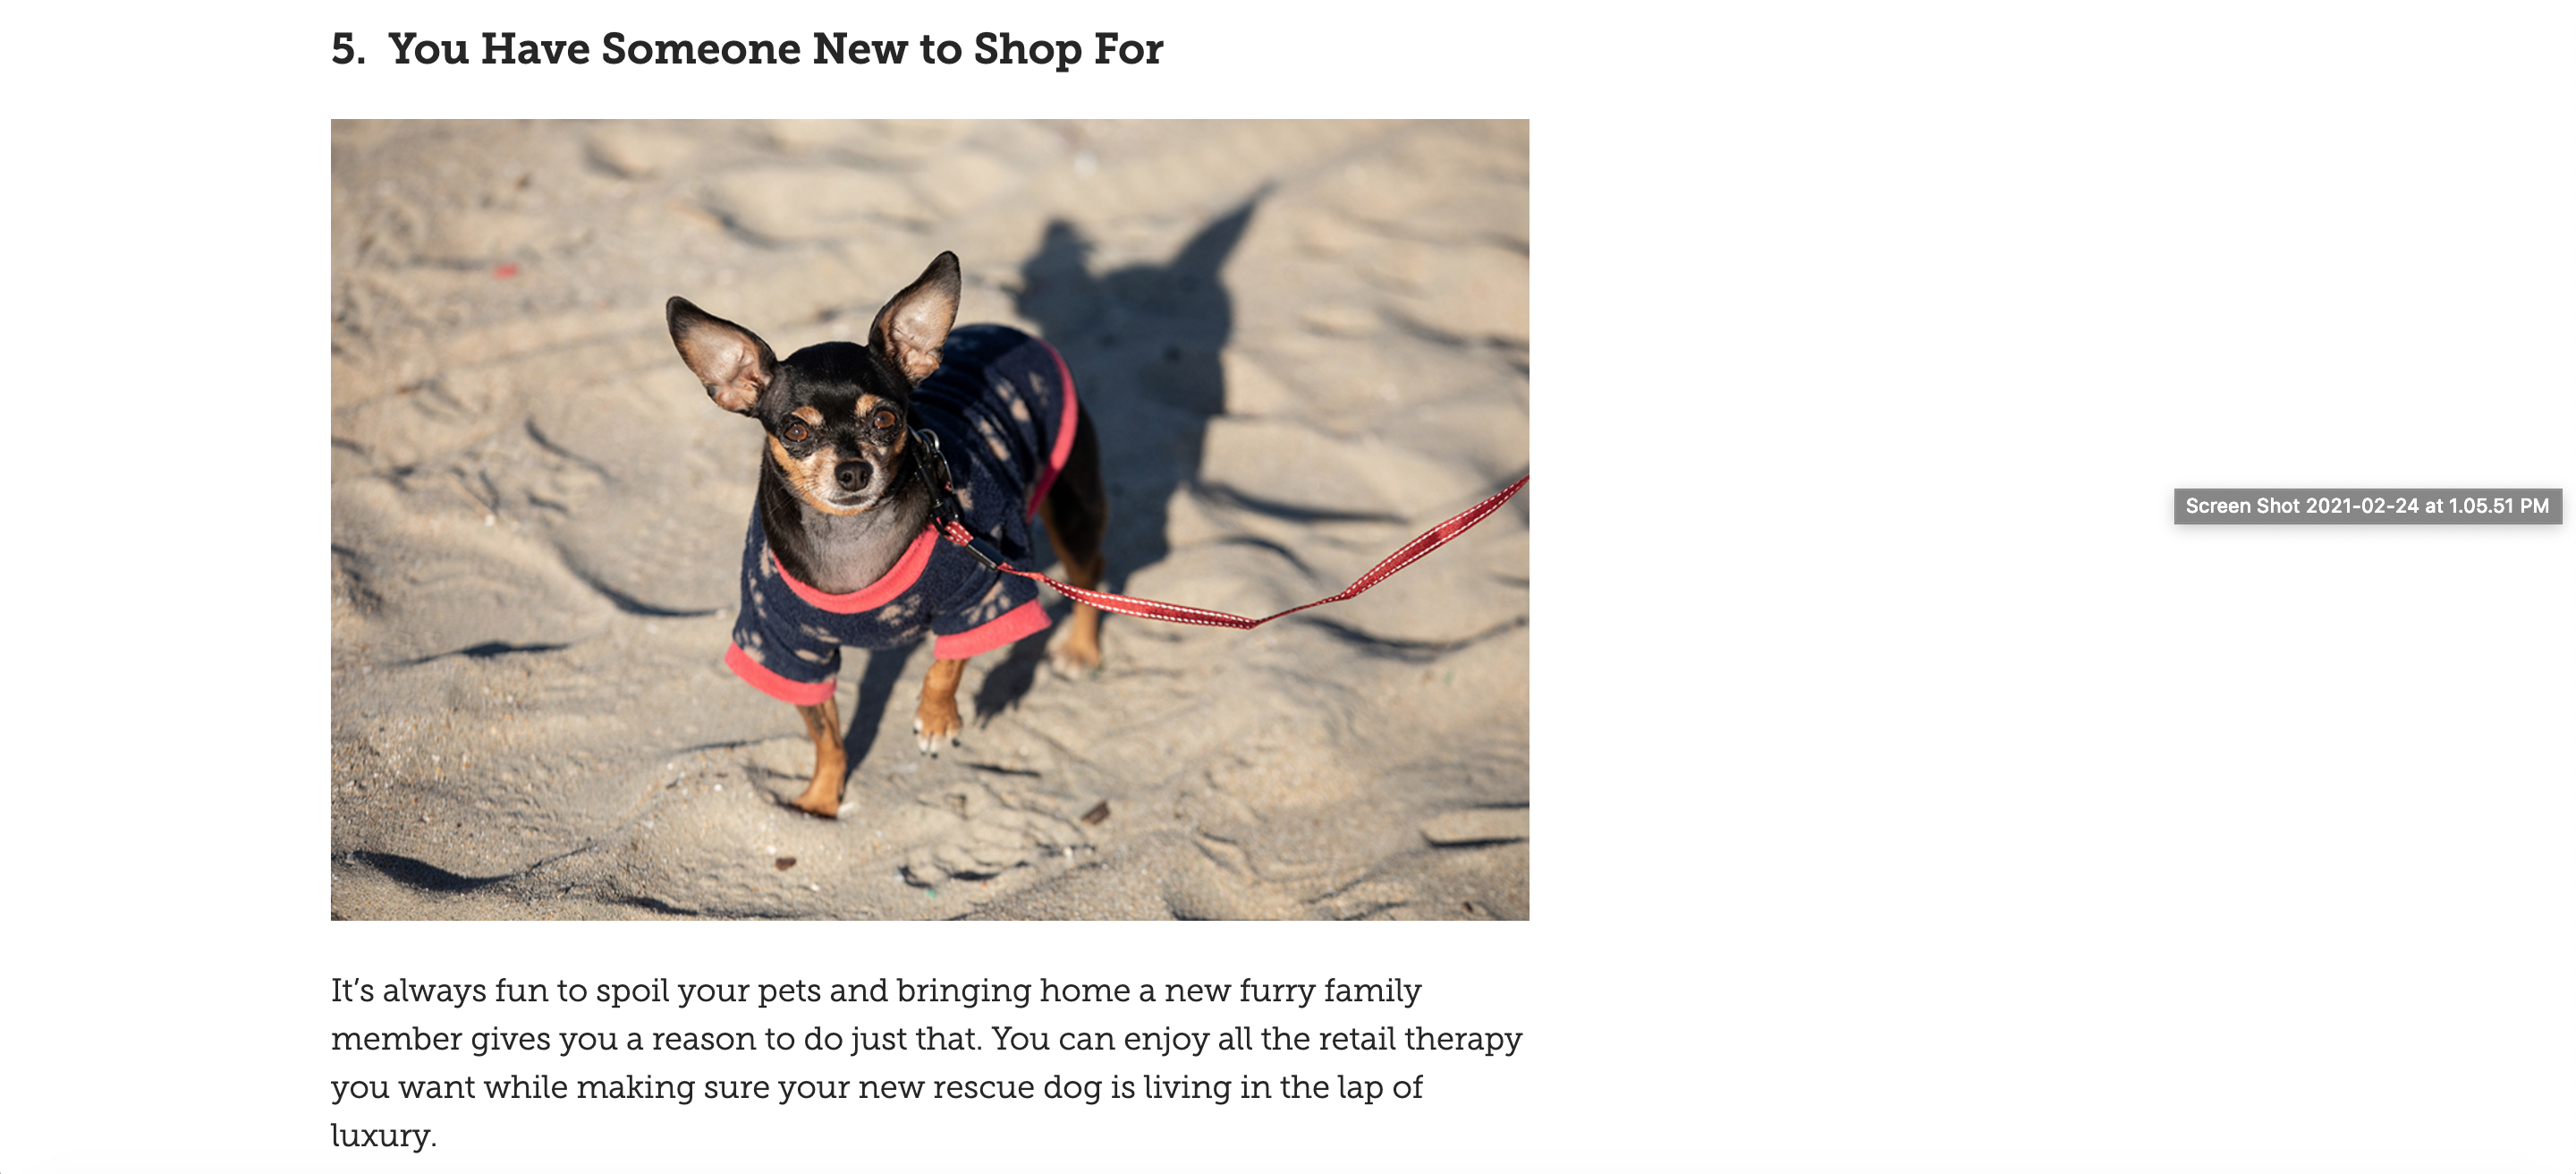 5. You Have Someone New to Shop For
Screen Shot 2021-02-24 at 1.05.51 PM
It’s always fun to spoil your pets and bringing home a new furry family
member gives you a reason to do just that. You can enjoy all the retail therapy
you want while making sure your new rescue dog is living in the lap of
luxury.